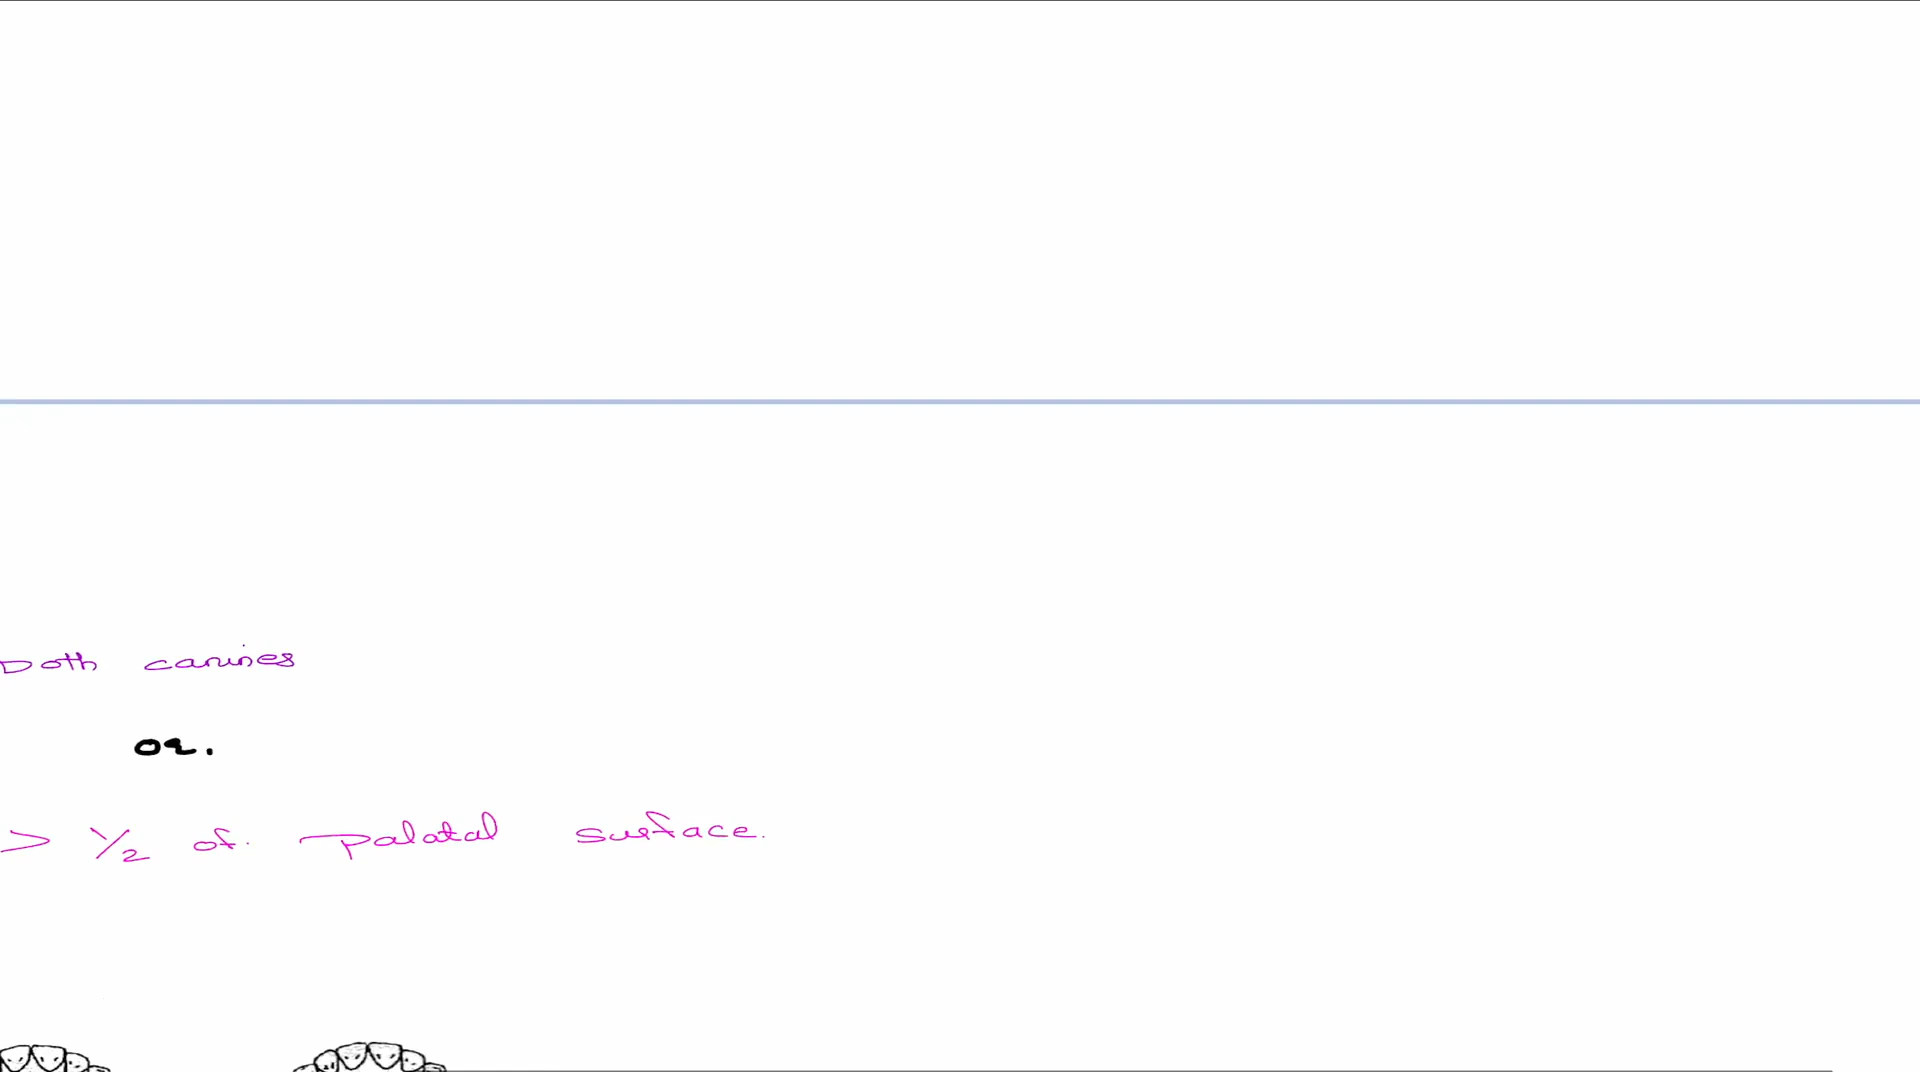 both canines
or.
> 1/2 of palatal surface.